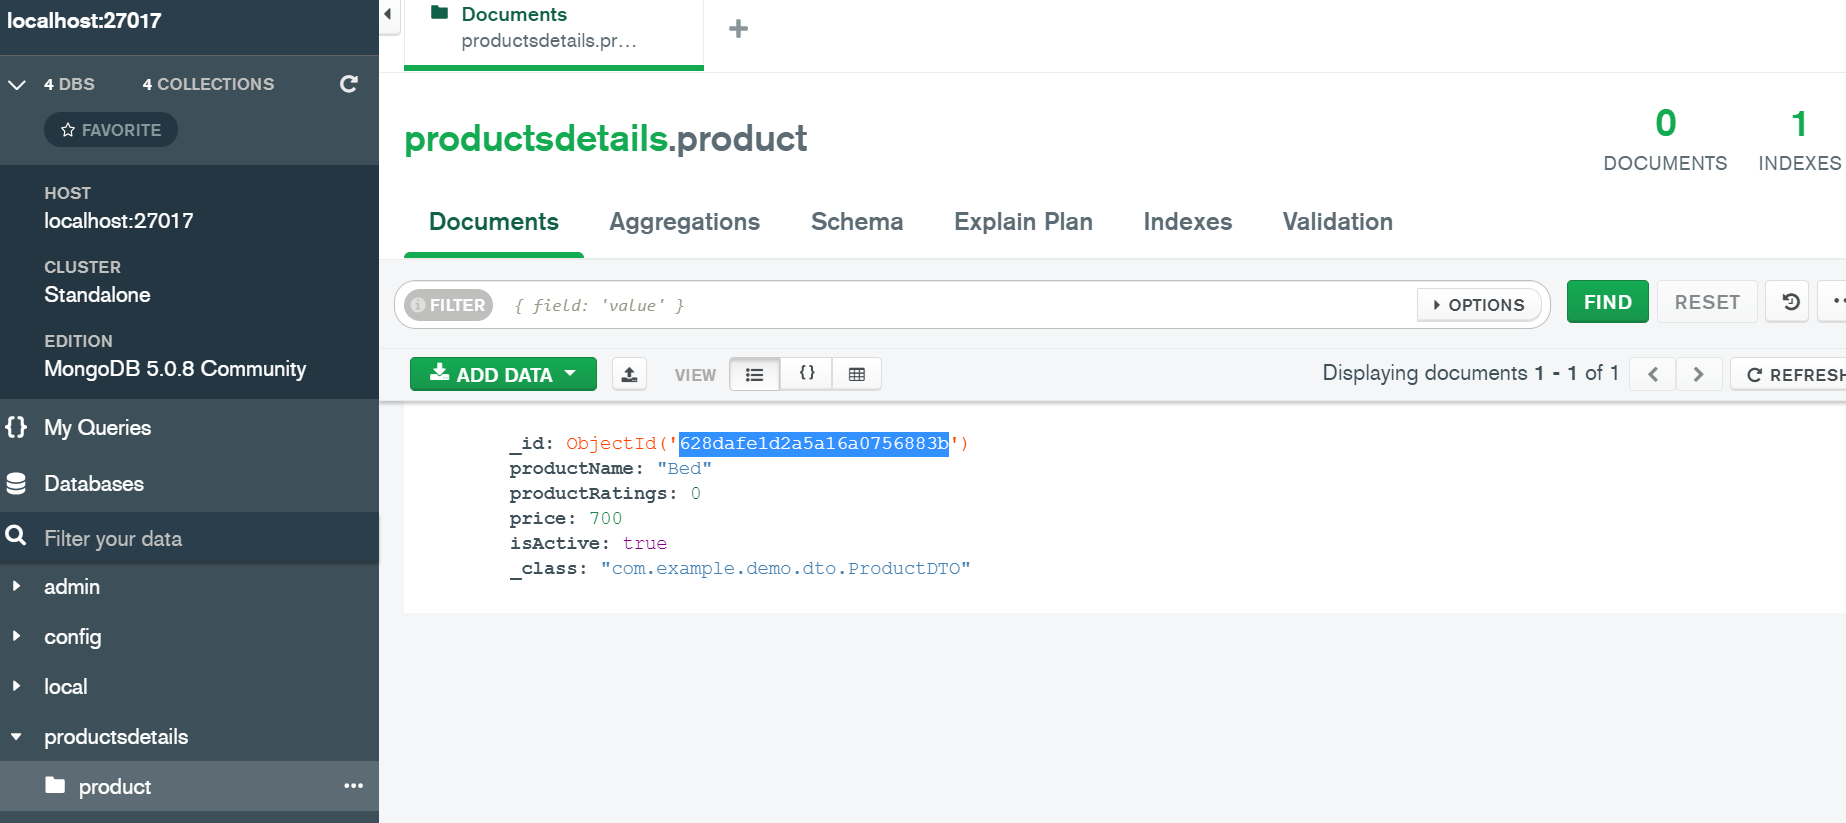 localhost:27017
4 DBS 4 COLLECTIONS
FAVORITE
HOST
localhost:27017
CLUSTER
Standalone
EDITION
MongoDB 5.0.8 Community
My Queries
Databases
Filter your data
admin
config
local
productsdetails
product
Documents
productsdetails.pr...
productsdetails.product
0
DOCUMENTS
1
INDEXES
Documents Aggregations Schema Explain Plan Indexes Validation
FILTER { field: 'value' } OPTIONS FIND RESET
ADD DATA VIEW {} Displaying documents 1 - 1 of 1 REFRESH
_id: ObjectId('628dafe1d2a5a16a0756883b')
productName: "Bed"
productRatings: 0
price: 700
isActive: true
_class: "com.example.demo.dto.ProductDTO"